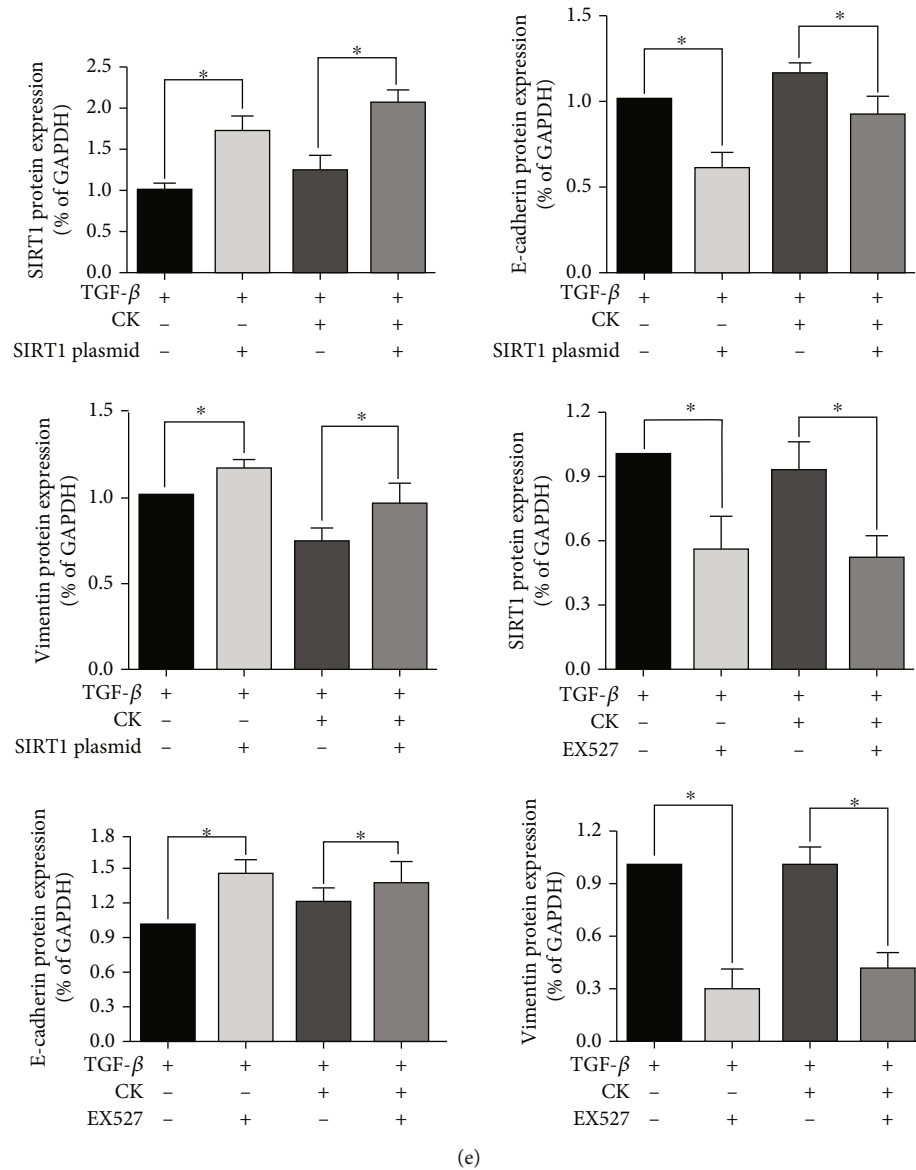 SIRT1 protein expression
(% of GAPDH)
2.5
2.0
1.5
1.0
0.5
0.0
*
*
TGF-β + + + +
CK – – + +
SIRT1 plasmid – + – +
E-cadherin protein expression
(% of GAPDH)
1.5
1.0
0.5
0.0
*
*
TGF-β + + + +
CK – – + +
SIRT1 plasmid – + – +
Vimentin protein expression
(% of GAPDH)
1.5
1.0
0.5
0.0
*
*
TGF-β + + + +
CK – – + +
SIRT1 plasmid – + – +
SIRT1 protein expression
(% of GAPDH)
1.2
0.9
0.6
0.3
0.0
*
*
TGF-β + + + +
CK – – + +
EX527 – + – +
E-cadherin protein expression
(% of GAPDH)
1.8
1.5
1.2
0.9
0.6
0.3
0.0
*
*
TGF-β + + + +
CK – – + +
EX527 – + – +
Vimentin protein expression
(% of GAPDH)
1.2
0.9
0.6
0.3
0.0
*
*
TGF-β + + + +
CK – – + +
EX527 – + – +
(e)